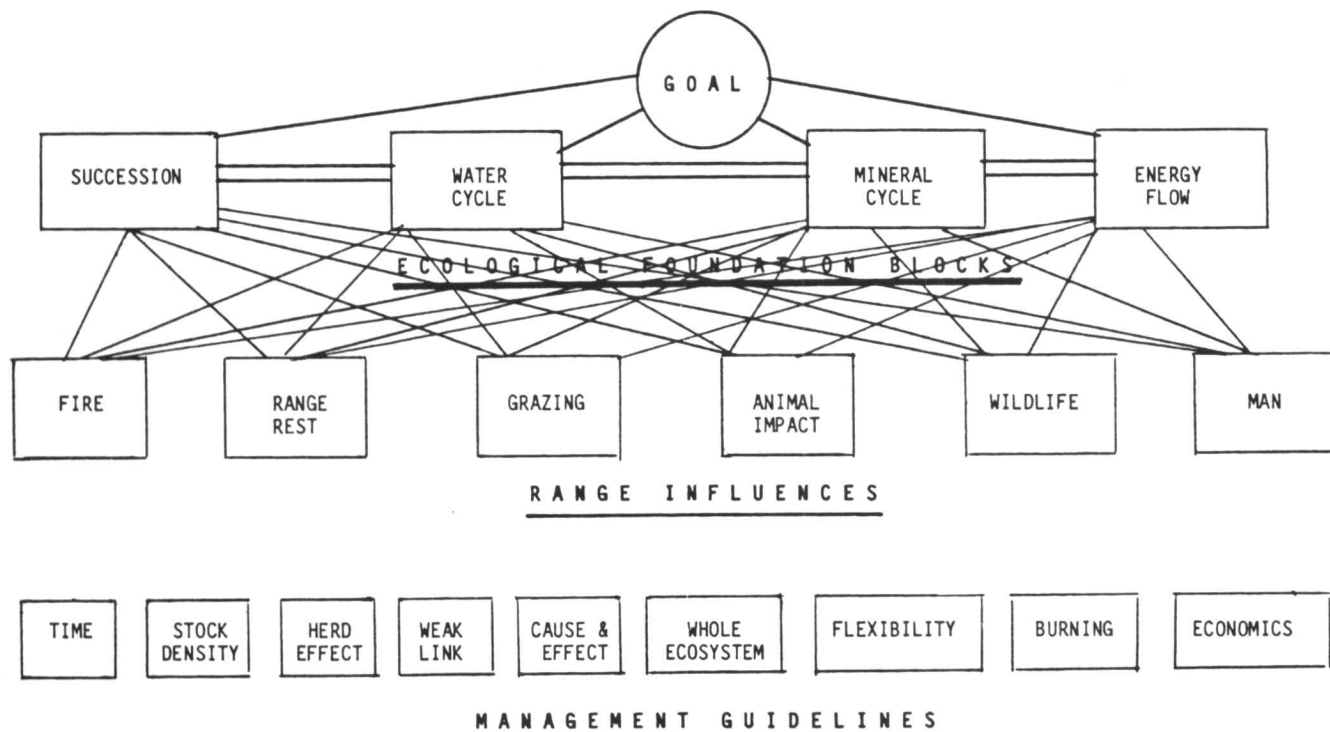 GOAL
SUCCESSION
WATER
CYCLE
MINERAL
CYCLE
ENERGY
FLOW
ECOLOGICAL FOUNDATION BLOCKS
FIRE
RANGE
REST
GRAZING
ANIMAL
IMPACT
WILDLIFE
MAN
RANGE INFLUENCES
TIME
STOCK
DENSITY
HERD
EFFECT
WEAK
LINK
CAUSE &
EFFECT
WHOLE
ECOSYSTEM
FLEXIBILITY
BURNING
ECONOMICS
MANAGEMENT GUIDELINES